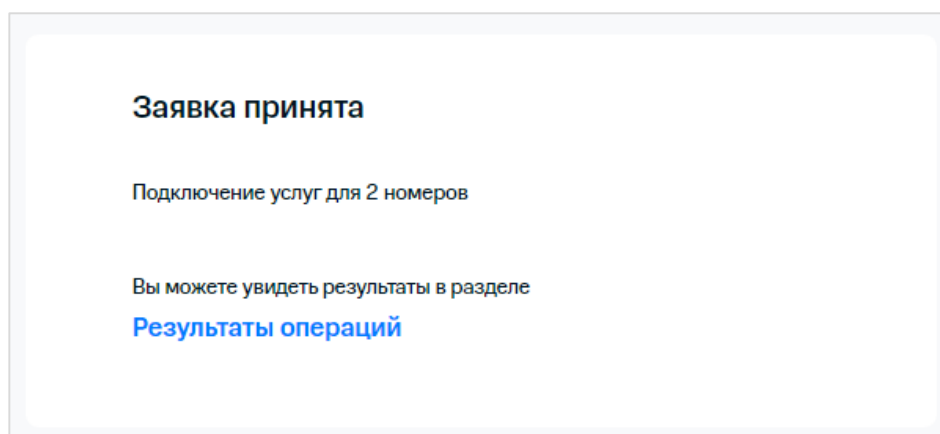 Заявка принята
Подключение услуг для 2 номеров
Вы можете увидеть результаты в разделе
Результаты операций